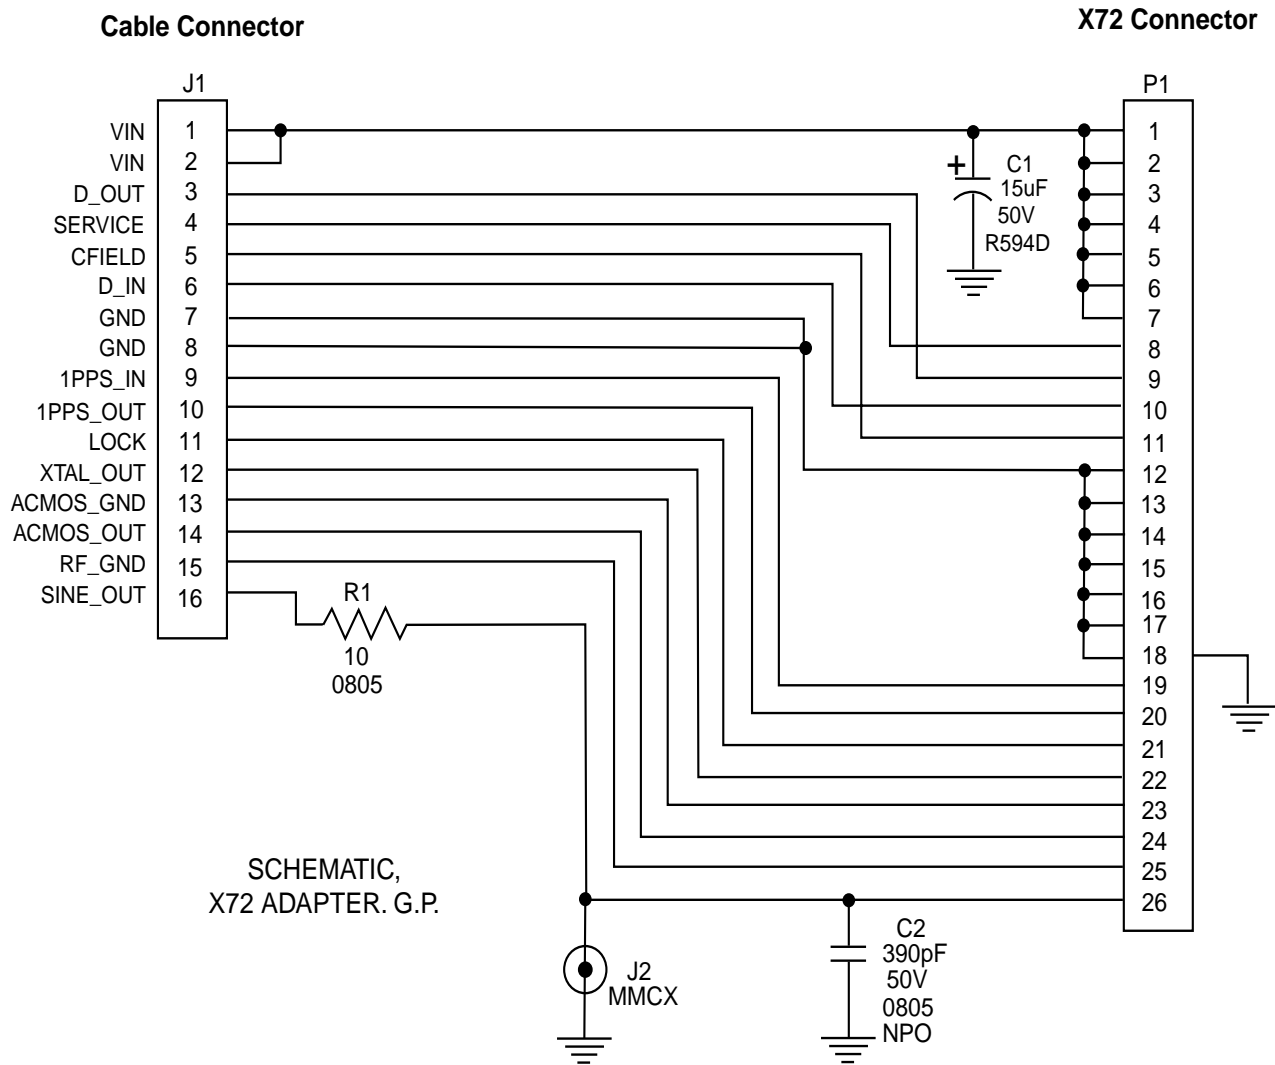 Cable Connector
X72 Connector
J1
P1
VIN 1
VIN 2
D_OUT 3
SERVICE 4
CFIELD 5
D_IN 6
GND 7
GND 8
1PPS_IN 9
1PPS_OUT 10
LOCK 11
XTAL_OUT 12
ACMOS_GND 13
ACMOS_OUT 14
RF_GND 15
SINE_OUT 16
+ C1
15uF
50V
R594D
1
2
3
4
5
6
7
8
9
10
11
12
13
14
15
16
17
18
19
20
21
22
23
24
25
26
R1
10
0805
SCHEMATIC,
X72 ADAPTER. G.P.
J2
MMCX
C2
390pF
50V
0805
NPO